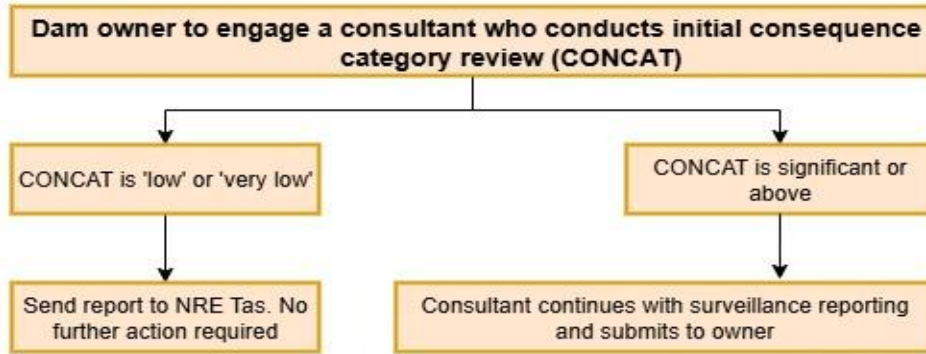 Dam owner to engage a consultant who conducts initial consequence
category review (CONCAT)
CONCAT is 'low' or 'very low'
CONCAT is significant or
above
Send report to NRE Tas. No
further action required
Consultant continues with surveillance reporting
and submits to owner